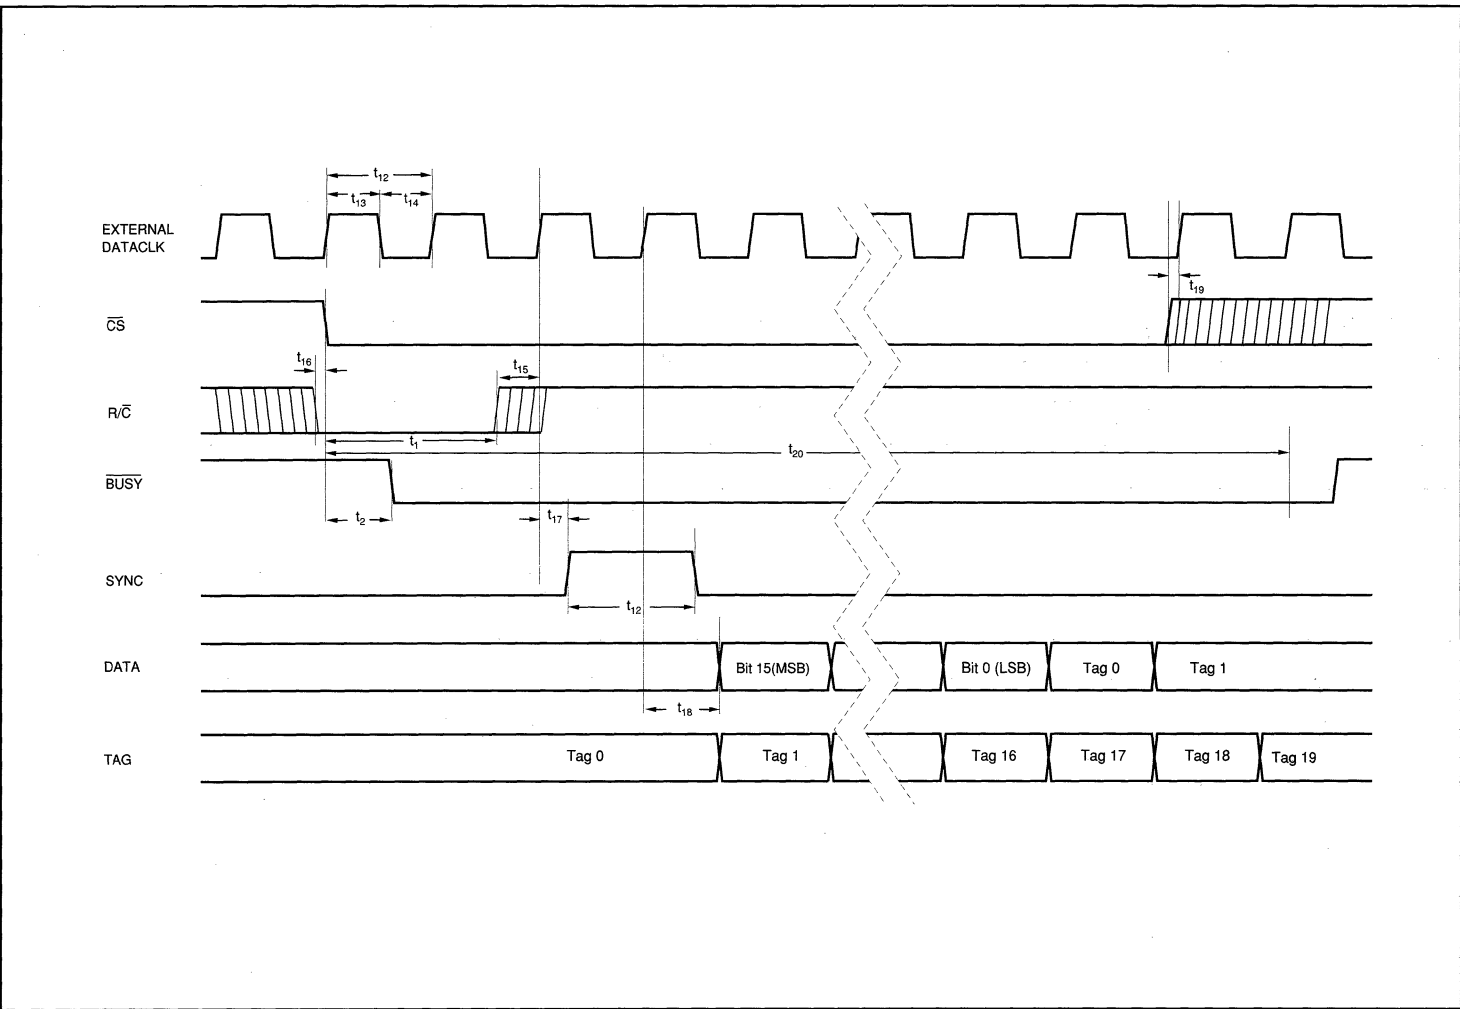 t12
t13 t14
EXTERNAL
DATACLK
t19
C̅S̅
t16
t15
R/C̅
t1
t20
B̅U̅S̅Y̅
t2
t17
SYNC
t12
DATA
Bit 15(MSB)
Bit 0 (LSB)
Tag 0
Tag 1
t18
TAG
Tag 0
Tag 1
Tag 16
Tag 17
Tag 18
Tag 19